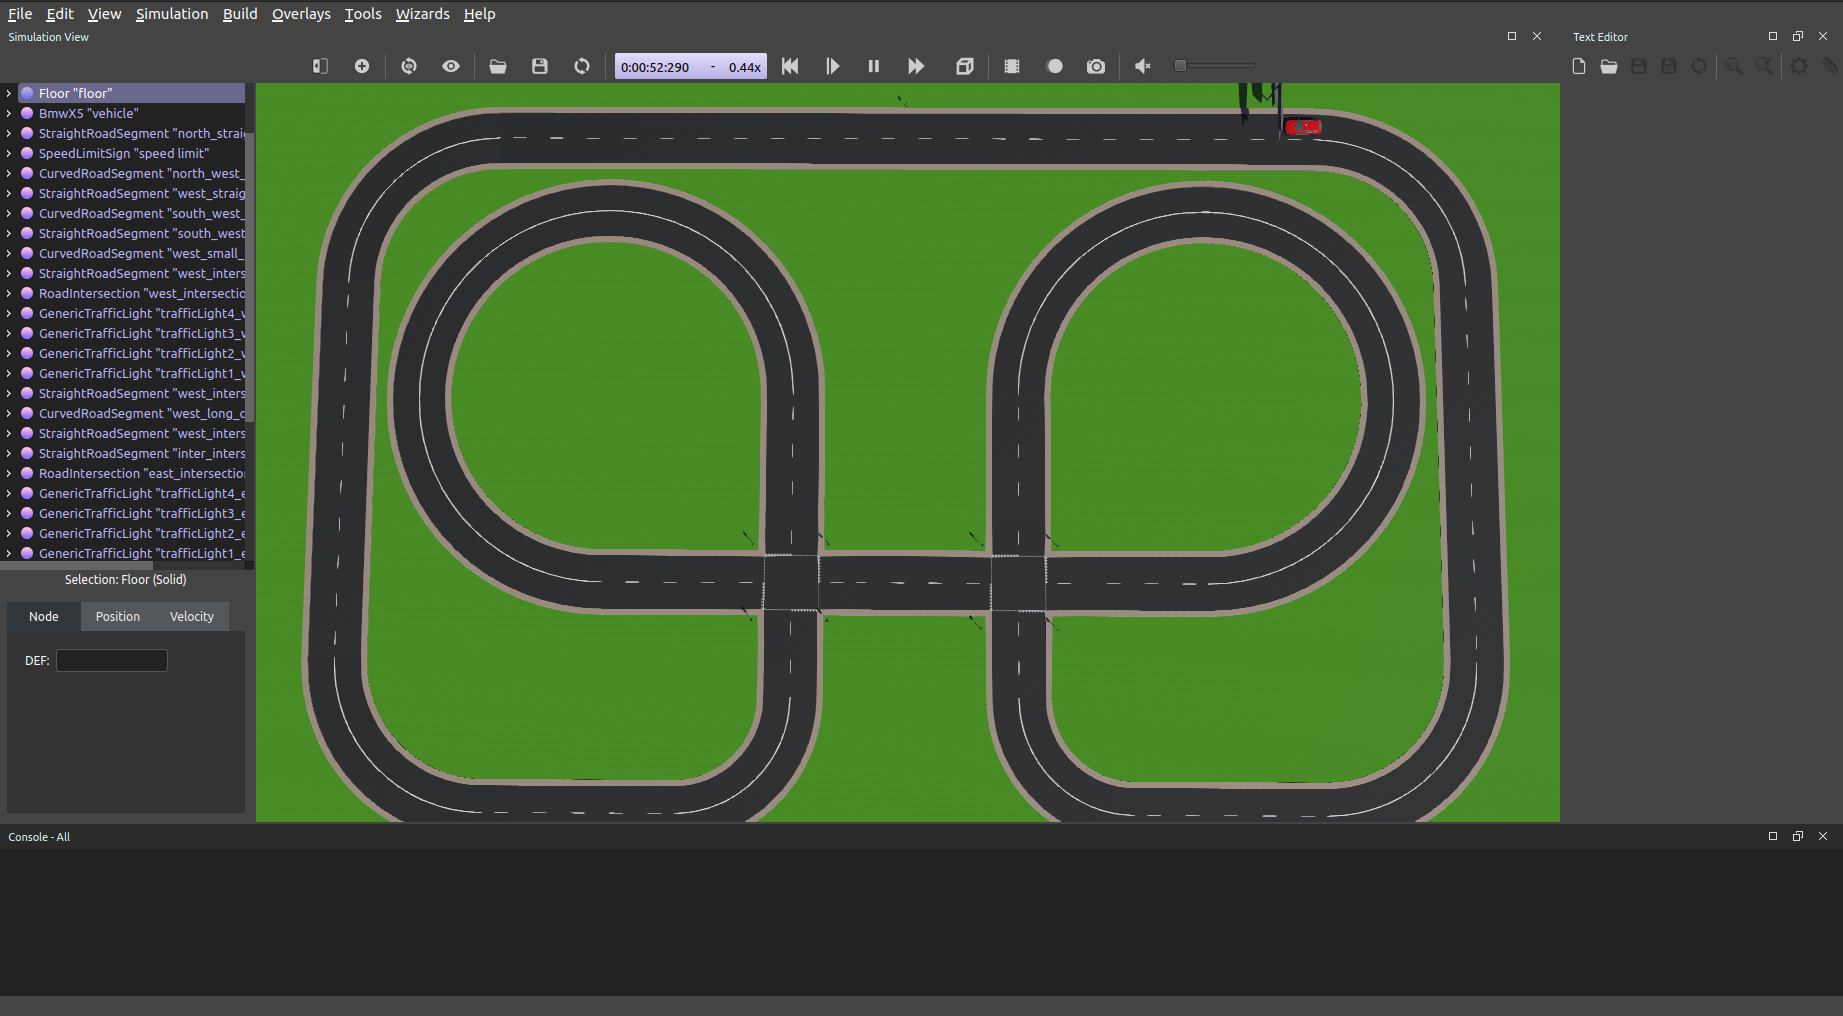 File Edit View Simulation Build Overlays Tools Wizards Help
Simulation View
Text Editor
0:00:52:290 - 0.44x
Floor "floor"
BmwX5 "vehicle"
StraightRoadSegment "north_strai
SpeedLimitSign "speed limit"
CurvedRoadSegment "north_west_
StraightRoadSegment "west_straig
CurvedRoadSegment "south_west_
StraightRoadSegment "south_west
CurvedRoadSegment "west_small_
StraightRoadSegment "west_inters
RoadIntersection "west_intersectio
GenericTrafficLight "trafficLight4_v
GenericTrafficLight "trafficLight3_v
GenericTrafficLight "trafficLight2_v
GenericTrafficLight "trafficLight1_v
StraightRoadSegment "west_inters
CurvedRoadSegment "west_long_c
StraightRoadSegment "west_inters
StraightRoadSegment "inter_inters
RoadIntersection "east_intersectio
GenericTrafficLight "trafficLight4_e
GenericTrafficLight "trafficLight3_e
GenericTrafficLight "trafficLight2_e
GenericTrafficLight "trafficLight1_e
Selection: Floor (Solid)
Node Position Velocity
DEF:
Console - All